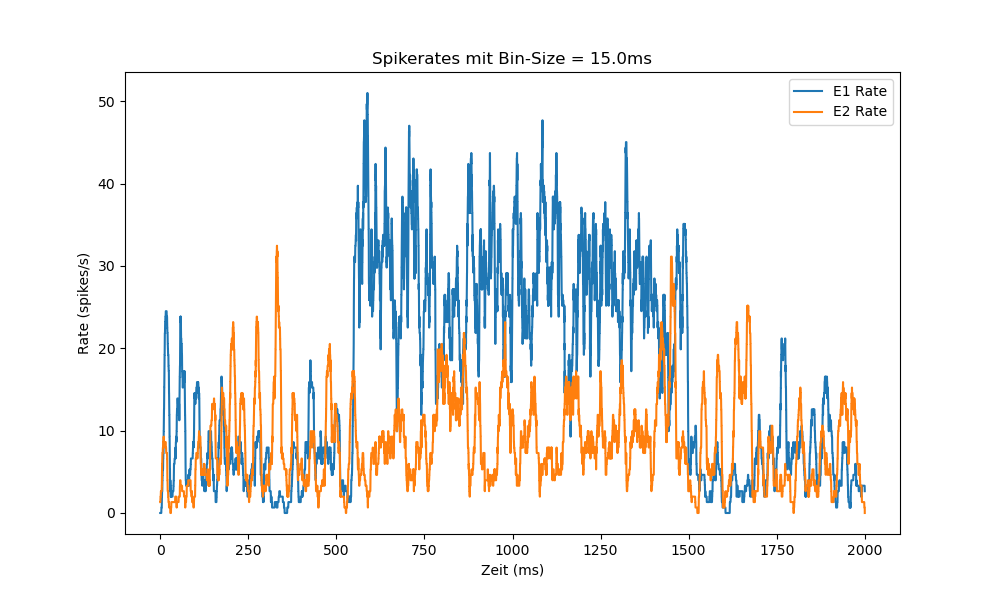 Spikerates mit Bin-Size = 15.0ms
E1 Rate
E2 Rate
50
40
30
20
10
0
Rate (spikes/s)
0 250 500 750 1000 1250 1500 1750 2000
Zeit (ms)